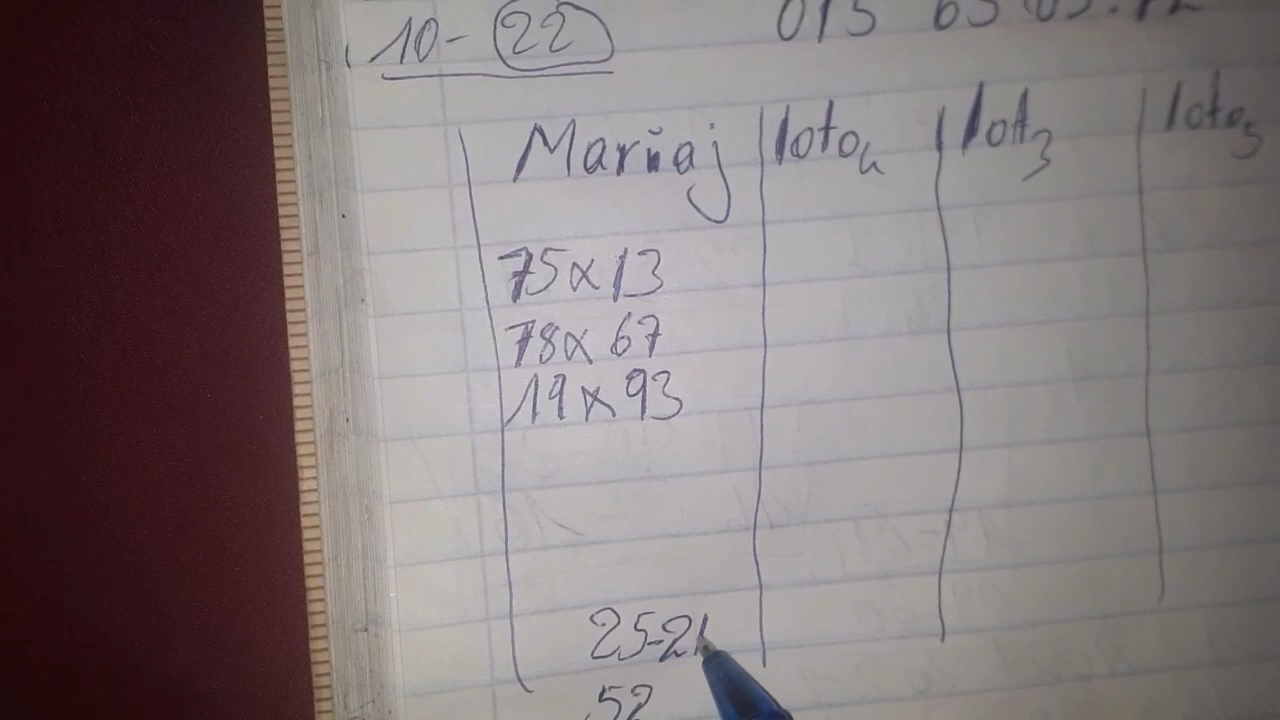 10-22
Mariaj loto4 lot3 loto5
75x13
78x67
19x93
25-21
52